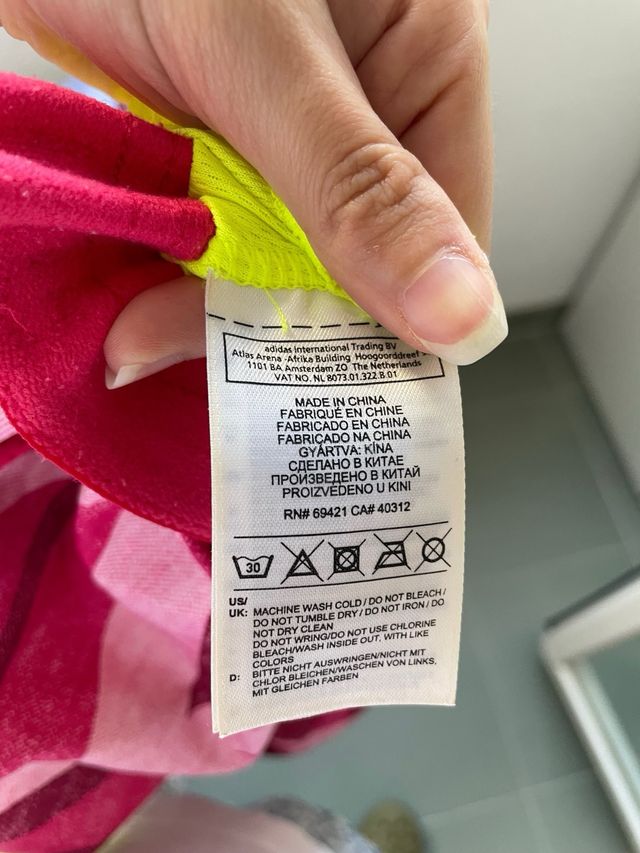 adidas International Trading BV
Atlas Arena -Afrika Building Hoogoorddreef
1101 BA Amsterdam ZO The Netherlands
VAT NO. NL 8073.01.322.B.01
MADE IN CHINA
FABRIQUÉ EN CHINE
FABRICADO EN CHINA
FABRICADO NA CHINA
GYÁRTVA: KÍNA
СДЕЛАНО В КИТАЕ
ПРОИЗВЕДЕНО В КИТАЙ
PROIZVEDENO U KINI
RN# 69421 CA# 40312
30
US/
UK: MACHINE WASH COLD / DO NOT BLEACH /
DO NOT TUMBLE DRY / DO NOT IRON / DO
NOT DRY CLEAN
DO NOT WRING/DO NOT USE CHLORINE
BLEACH/WASH INSIDE OUT, WITH LIKE
COLORS
D: BITTE NICHT AUSWRINGEN/NICHT MIT
CHLOR BLEICHEN/WASCHEN VON LINKS,
MIT GLEICHEN FARBEN